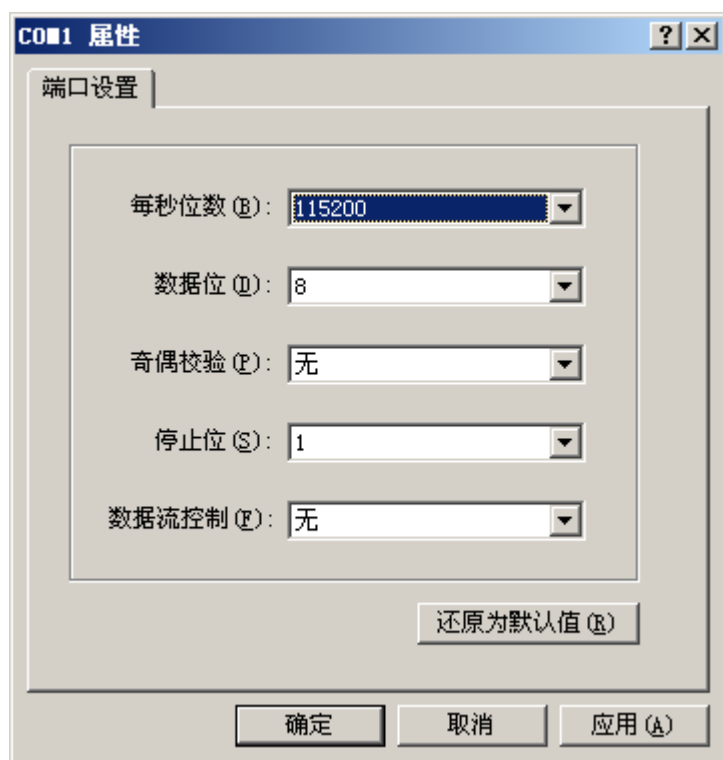 COM1 属性
端口设置
每秒位数(B): 115200
数据位(D): 8
奇偶校验(P): 无
停止位(S): 1
数据流控制(F): 无
还原为默认值(R)
确定 取消 应用(A)